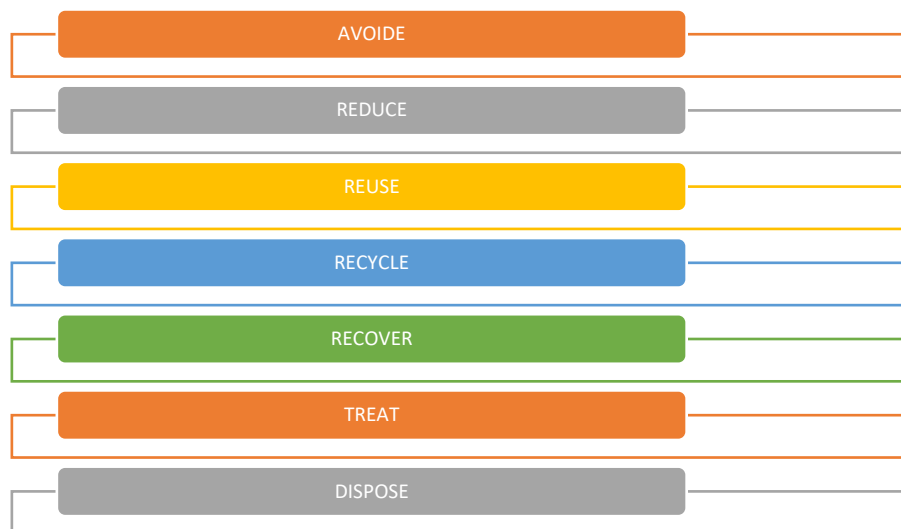 AVOIDE
REDUCE
REUSE
RECYCLE
RECOVER
TREAT
DISPOSE